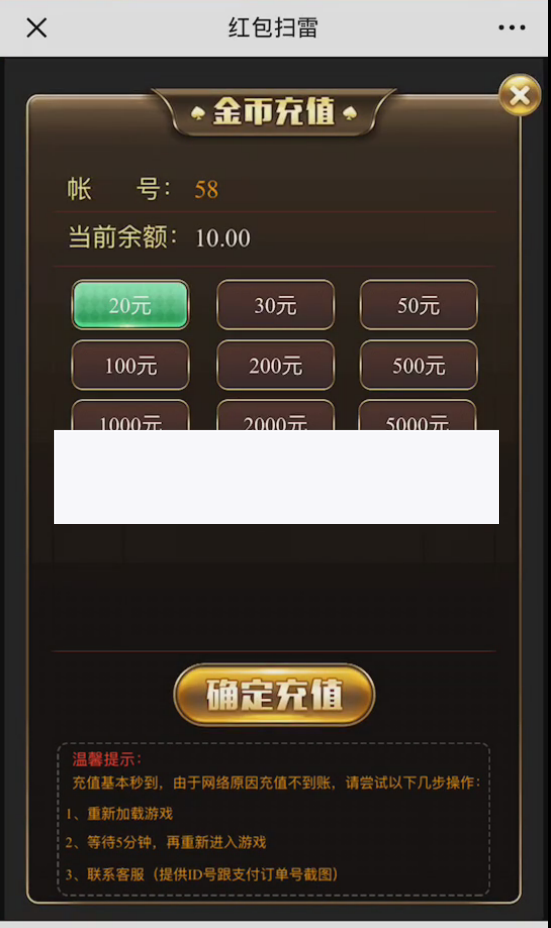 红包扫雷
金币充值
帐 号： 58
当前余额： 10.00
20元 30元 50元
100元 200元 500元
1000元 2000元 5000元
确定充值
温馨提示：
充值基本秒到，由于网络原因充值不到账，请尝试以下几步操作：
1、重新加载游戏
2、等待5分钟，再重新进入游戏
3、联系客服（提供ID号跟支付订单号截图）